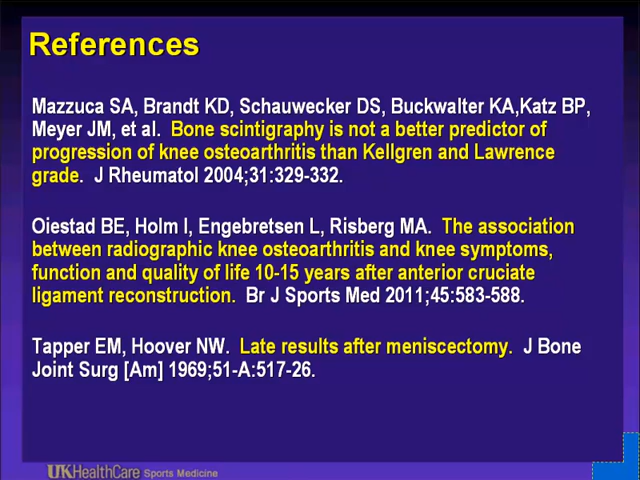 References
Mazzuca SA, Brandt KD, Schauwecker DS, Buckwalter KA,Katz BP,
Meyer JM, et al. Bone scintigraphy is not a better predictor of
progression of knee osteoarthritis than Kellgren and Lawrence
grade. J Rheumatol 2004;31:329-332.
Oiestad BE, Holm I, Engebretsen L, Risberg MA. The association
between radiographic knee osteoarthritis and knee symptoms,
function and quality of life 10-15 years after anterior cruciate
ligament reconstruction. Br J Sports Med 2011;45:583-588.
Tapper EM, Hoover NW. Late results after meniscectomy. J Bone
Joint Surg [Am] 1969;51-A:517-26.
UKHealthCare Sports Medicine